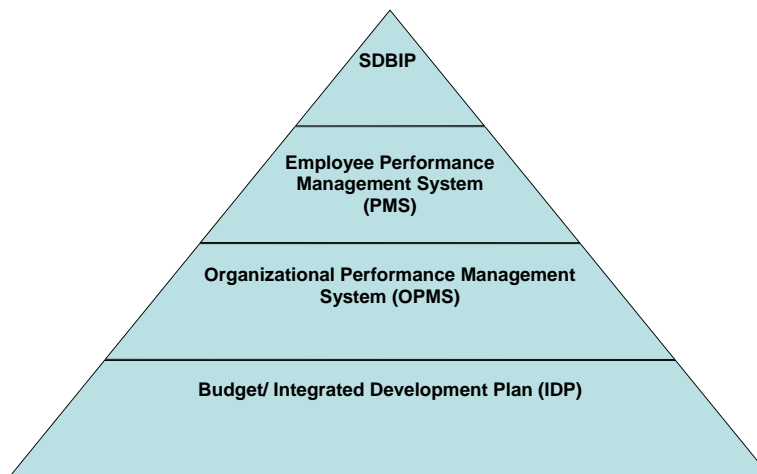 SDBIP
Employee Performance
Management System
(PMS)
Organizational Performance Management
System (OPMS)
Budget/ Integrated Development Plan (IDP)